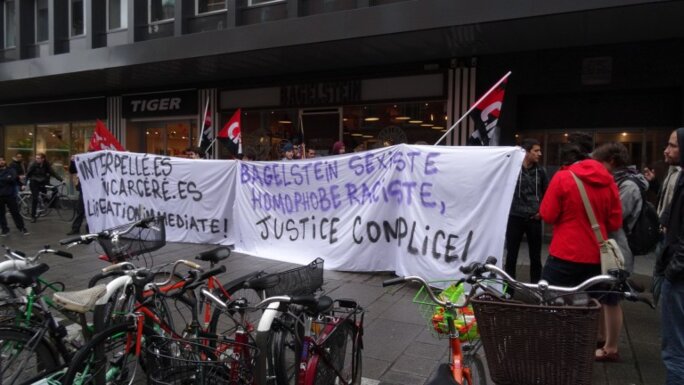 TIGER
BAGELSTEIN
INTERPELLÉ.ES
INCARCÉRÉ.ES
LIBÉRATION IMMÉDIATE !
BAGELSTEIN SEXISTE
HOMOPHOBE RACISTE,
JUSTICE COMPLICE !